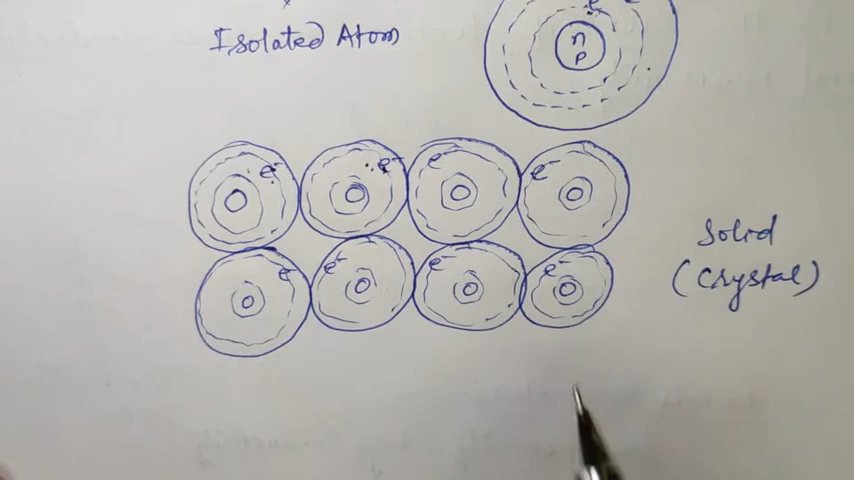 Isolated Atom
e
n
p
e⁻ e⁻ e⁻ e⁻
e e⁻ e⁻ e⁻
Solid
(Crystal)